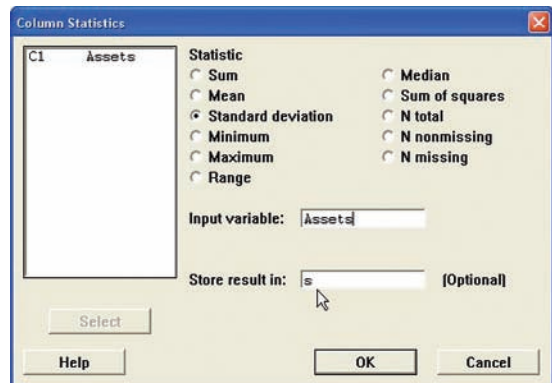 Column Statistics
C1 Assets
Statistic
Sum
Mean
Standard deviation
Minimum
Maximum
Range
Median
Sum of squares
N total
N nonmissing
N missing
Input variable: Assets
Store result in: s (Optional)
Select
Help OK Cancel